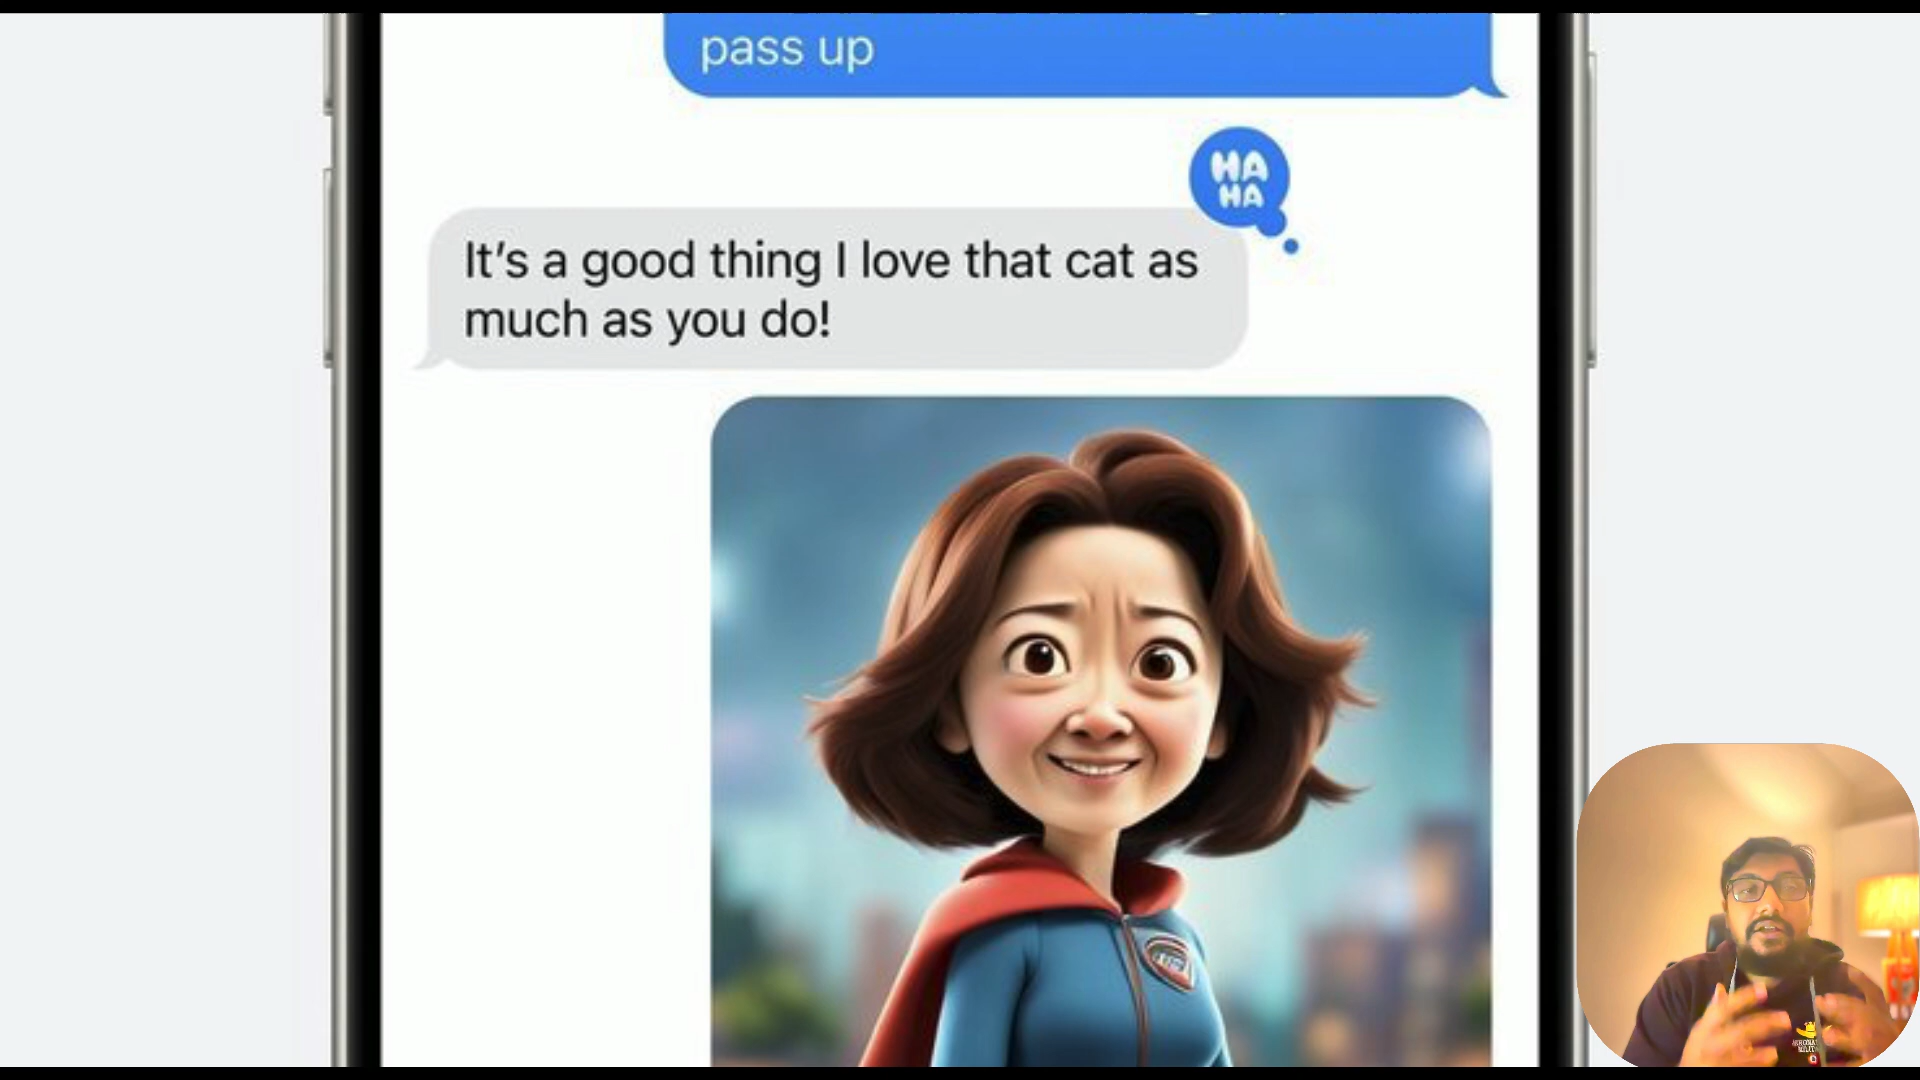 pass up
HA
HA
It’s a good thing I love that cat as
much as you do!